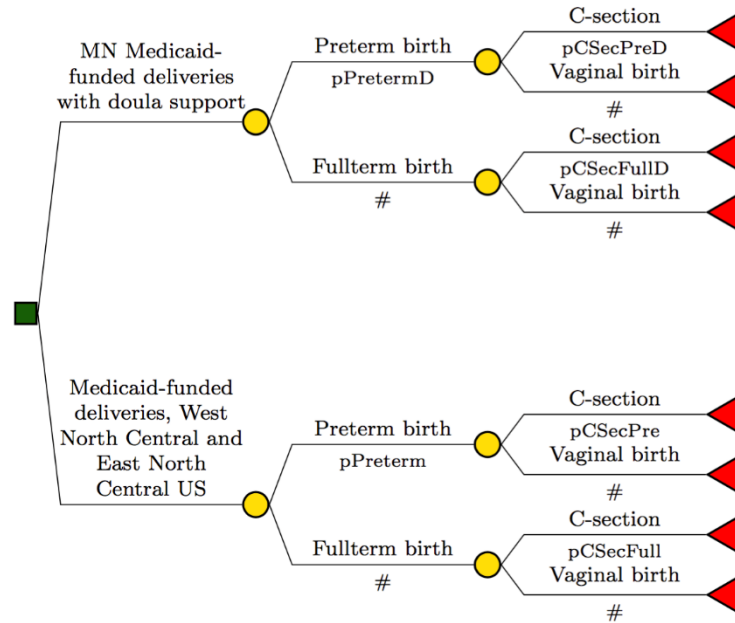 MN Medicaid-
funded deliveries
with doula support
Preterm birth
pPretermD
C-section
pCSecPreD
Vaginal birth
#
Fullterm birth
#
C-section
pCSecFullD
Vaginal birth
#
Medicaid-funded
deliveries, West
North Central and
East North
Central US
Preterm birth
pPreterm
C-section
pCSecPre
Vaginal birth
#
Fullterm birth
#
C-section
pCSecFull
Vaginal birth
#